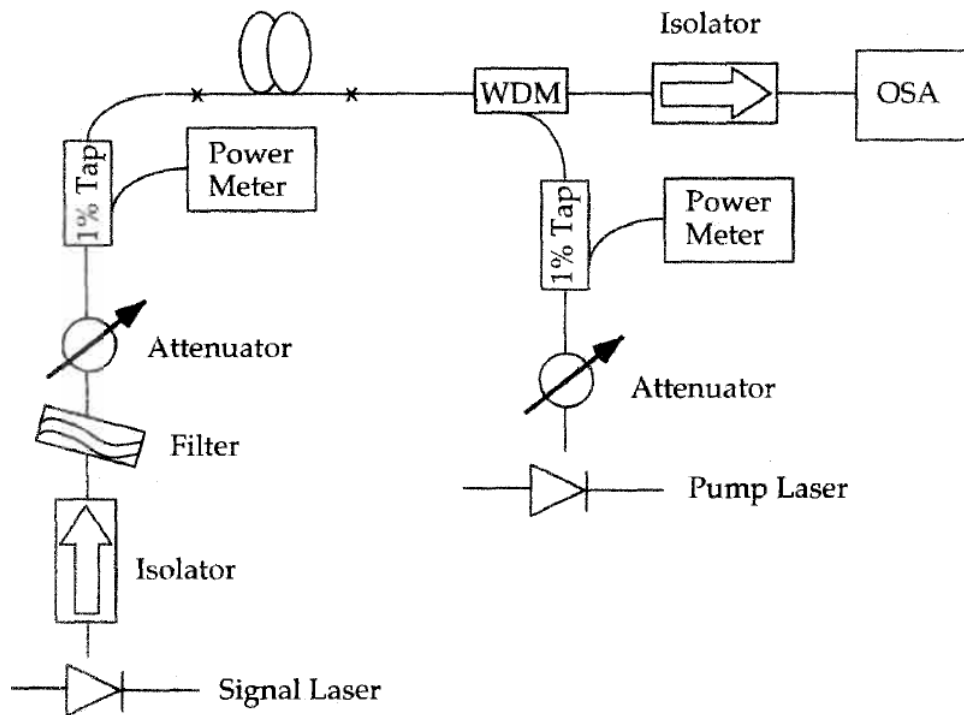 Isolator
WDM
OSA
1% Tap
Power
Meter
1% Tap
Power
Meter
Attenuator
Attenuator
Filter
Pump Laser
Isolator
Signal Laser